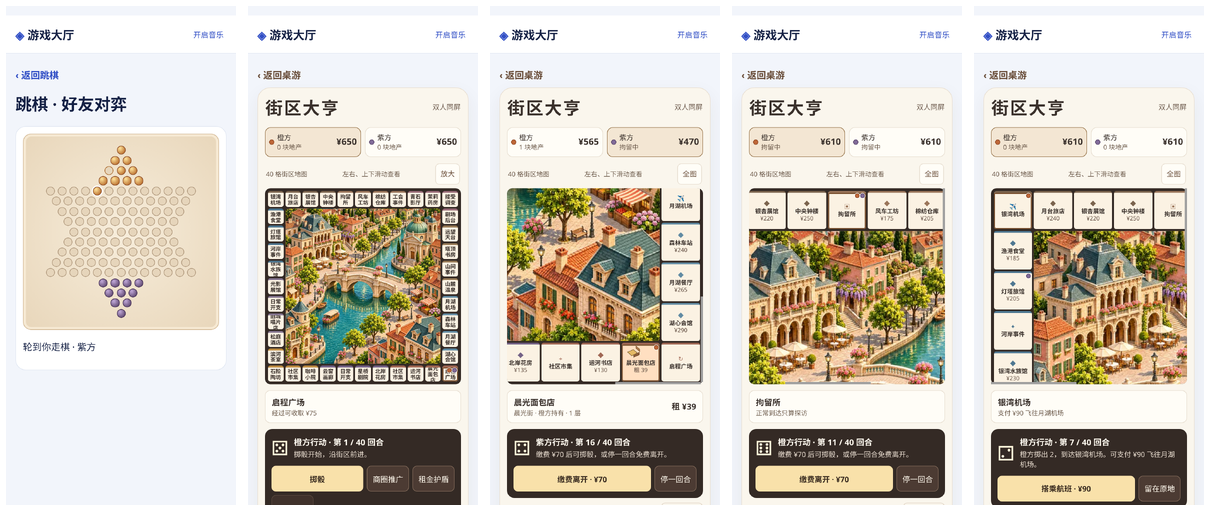 ◈ 游戏大厅
开启音乐
‹ 返回跳棋
跳棋 · 好友对弈
轮到你走棋 · 紫方
◈ 游戏大厅
开启音乐
‹ 返回桌游
街区大亨
双人同屏
橙方
0 块地产
¥650
紫方
0 块地产
¥650
40 格街区地图
左右、上下滑动查看
放大
启程广场
经过可收取 ¥75
橙方行动 · 第 1 / 40 回合
掷骰开始，沿街区前进。
掷骰
商圈推广
租金护盾
◈ 游戏大厅
开启音乐
‹ 返回桌游
街区大亨
双人同屏
橙方
1 块地产
¥565
紫方
拘留中
¥470
40 格街区地图
左右、上下滑动查看
全图
月湖机场
森林车站
¥240
月湖餐厅
¥265
湖心会馆
¥290
北岸花房
¥135
社区市集
运河书店
¥130
晨光面包店
租 39
启程广场
晨光面包店
晨光街 · 橙方持有 · 1 层
租 ¥39
紫方行动 · 第 16 / 40 回合
缴费 ¥70 后可掷骰，或停一回合免费离开。
缴费离开 · ¥70
停一回合
◈ 游戏大厅
开启音乐
‹ 返回桌游
街区大亨
双人同屏
橙方
拘留中
¥610
紫方
拘留中
¥610
40 格街区地图
左右、上下滑动查看
全图
银杏展馆
¥220
中央钟楼
¥250
拘留所
风车工坊
¥175
棉纺仓库
¥205
拘留所
正常到达只算探访
橙方行动 · 第 11 / 40 回合
缴费 ¥70 后可掷骰，或停一回合免费离开。
缴费离开 · ¥70
停一回合
◈ 游戏大厅
开启音乐
‹ 返回桌游
街区大亨
双人同屏
橙方
0 块地产
¥610
紫方
0 块地产
¥610
40 格街区地图
左右、上下滑动查看
全图
银湾机场
月台旅店
¥240
银杏展馆
¥220
中央钟楼
¥250
拘留所
渔港食堂
¥185
灯塔旅馆
¥205
河岸事件
银湾水族馆
¥230
银湾机场
支付 ¥90 飞往月湖机场
橙方行动 · 第 7 / 40 回合
橙方掷出 2，到达银湾机场。可支付 ¥90 飞往月湖
机场。
搭乘航班 · ¥90
留在原地